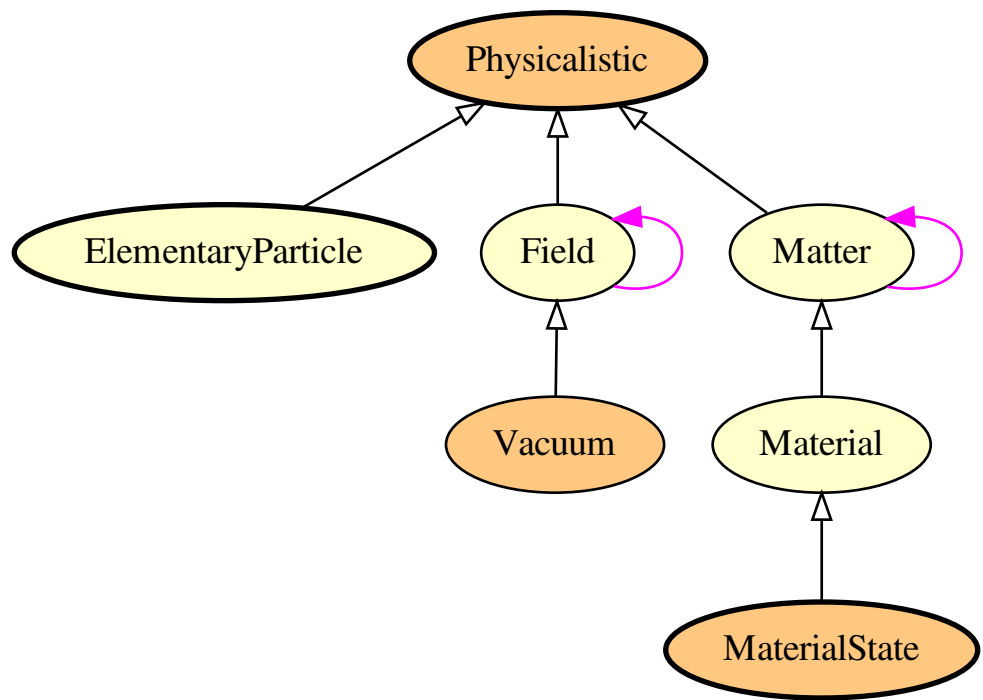 Physicalistic
ElementaryParticle
Field
Matter
Vacuum
Material
MaterialState